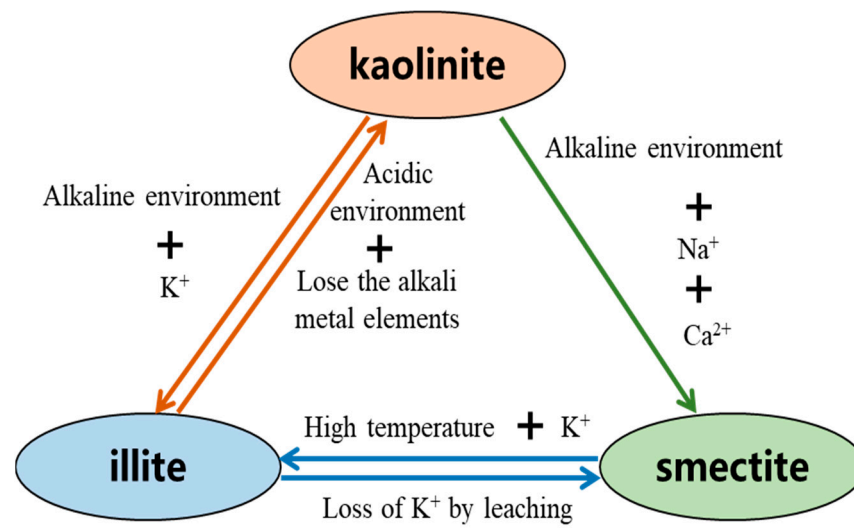 kaolinite
Alkaline environment
+
K⁺
Acidic
environment
+
Lose the alkali
metal elements
Alkaline environment
+
Na⁺
+
Ca²⁺
High temperature + K⁺
illite
smectite
Loss of K⁺ by leaching